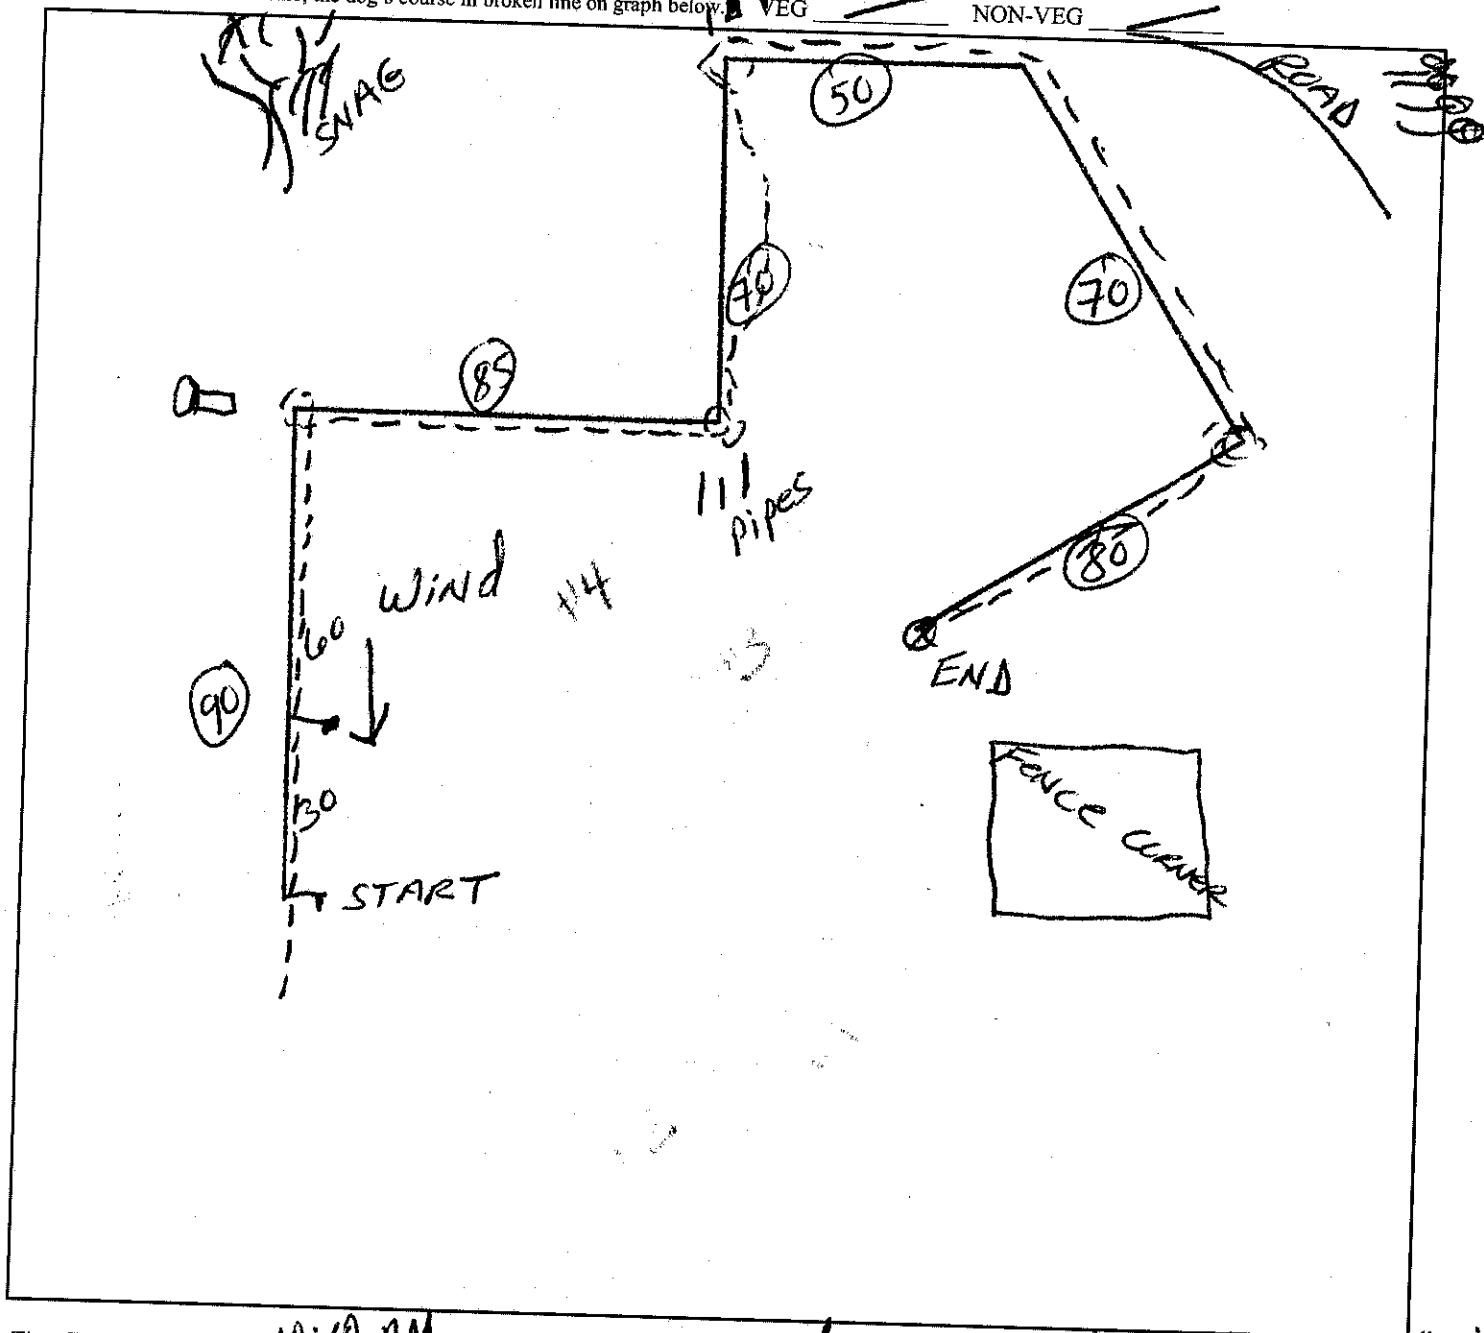 the dog's course in broken line on graph below. VEG NON-VEG
SNAG
50
ROAD
70
70
85
pipes
WiNd
80
60
END
90
FENCE CORNER
30
START